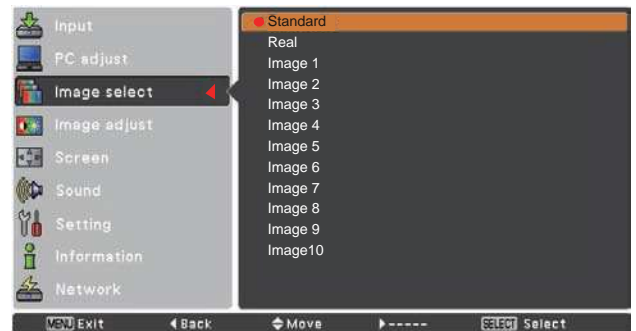 Input
PC adjust
Image select
Image adjust
Screen
Sound
Setting
Information
Network
Standard
Real
Image 1
Image 2
Image 3
Image 4
Image 5
Image 6
Image 7
Image 8
Image 9
Image10
MENU Exit ◀Back Move ▶----- SELECT Select